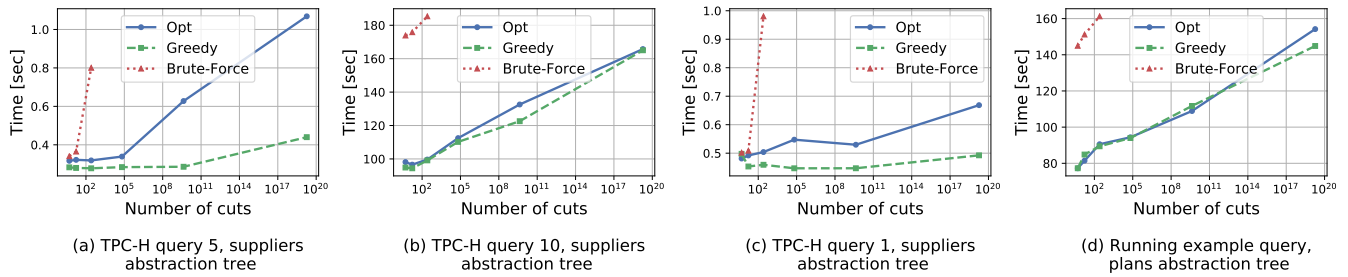 1.0
0.8
0.6
0.4
Time [sec]
Opt
Greedy
Brute-Force
10^2 10^5 10^8 10^11 10^14 10^17 10^20
Number of cuts
(a) TPC-H query 5, suppliers
abstraction tree
180
160
140
120
100
Time [sec]
Opt
Greedy
Brute-Force
10^2 10^5 10^8 10^11 10^14 10^17 10^20
Number of cuts
(b) TPC-H query 10, suppliers
abstraction tree
1.0
0.9
0.8
0.7
0.6
0.5
Time [sec]
Opt
Greedy
Brute-Force
10^2 10^5 10^8 10^11 10^14 10^17 10^20
Number of cuts
(c) TPC-H query 1, suppliers
abstraction tree
160
140
120
100
80
Time [sec]
Opt
Greedy
Brute-Force
10^2 10^5 10^8 10^11 10^14 10^17 10^20
Number of cuts
(d) Running example query,
plans abstraction tree